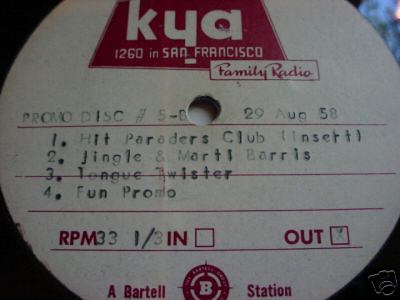 kya
1260 in SAN FRANCISCO
Family Radio
PROMO DISC # 5-B 29 Aug 58
1. Hit Paraders Club (insert)
2. Jingle & Marti Barris
3. Tongue Twister
4. Fun Promo
RPM 33 1/3 IN OUT X
A Bartell B Station